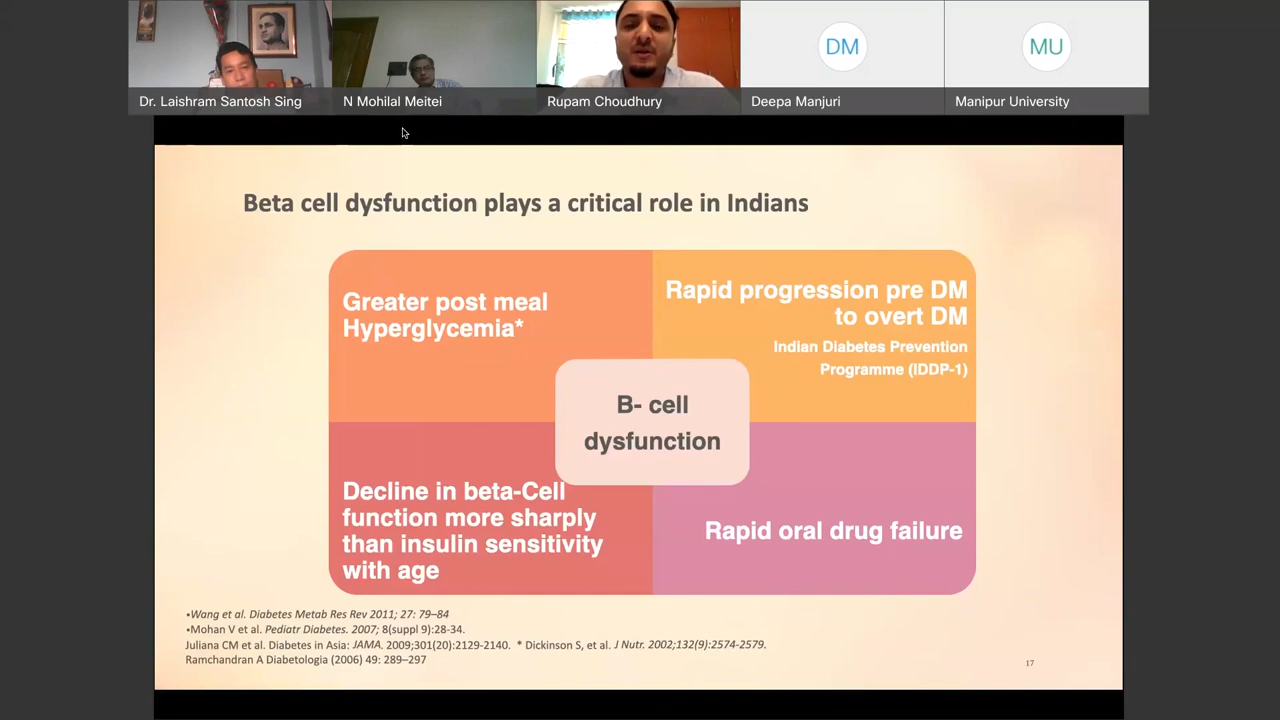 Dr. Laishram Santosh Sing
N Mohilal Meitei
Rupam Choudhury
DM
Deepa Manjuri
MU
Manipur University
Beta cell dysfunction plays a critical role in Indians
Greater post meal
Hyperglycemia*
Rapid progression pre DM
to overt DM
Indian Diabetes Prevention
Programme (IDDP-1)
B- cell
dysfunction
Decline in beta-Cell
function more sharply
than insulin sensitivity
with age
Rapid oral drug failure
•Wang et al. Diabetes Metab Res Rev 2011; 27: 79–84
•Mohan V et al. Pediatr Diabetes. 2007; 8(suppl 9):28-34.
Juliana CM et al. Diabetes in Asia: JAMA. 2009;301(20):2129-2140. * Dickinson S, et al. J Nutr. 2002;132(9):2574-2579.
Ramchandran A Diabetologia (2006) 49: 289–297
17